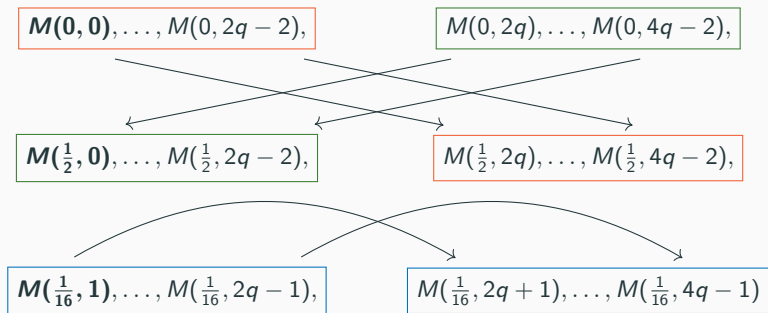 M(0, 0), . . . , M(0, 2q − 2), M(0, 2q), . . . , M(0, 4q − 2),
M(1/2, 0), . . . , M(1/2, 2q − 2), M(1/2, 2q), . . . , M(1/2, 4q − 2),
M(1/16, 1), . . . , M(1/16, 2q − 1), M(1/16, 2q + 1), . . . , M(1/16, 4q − 1)